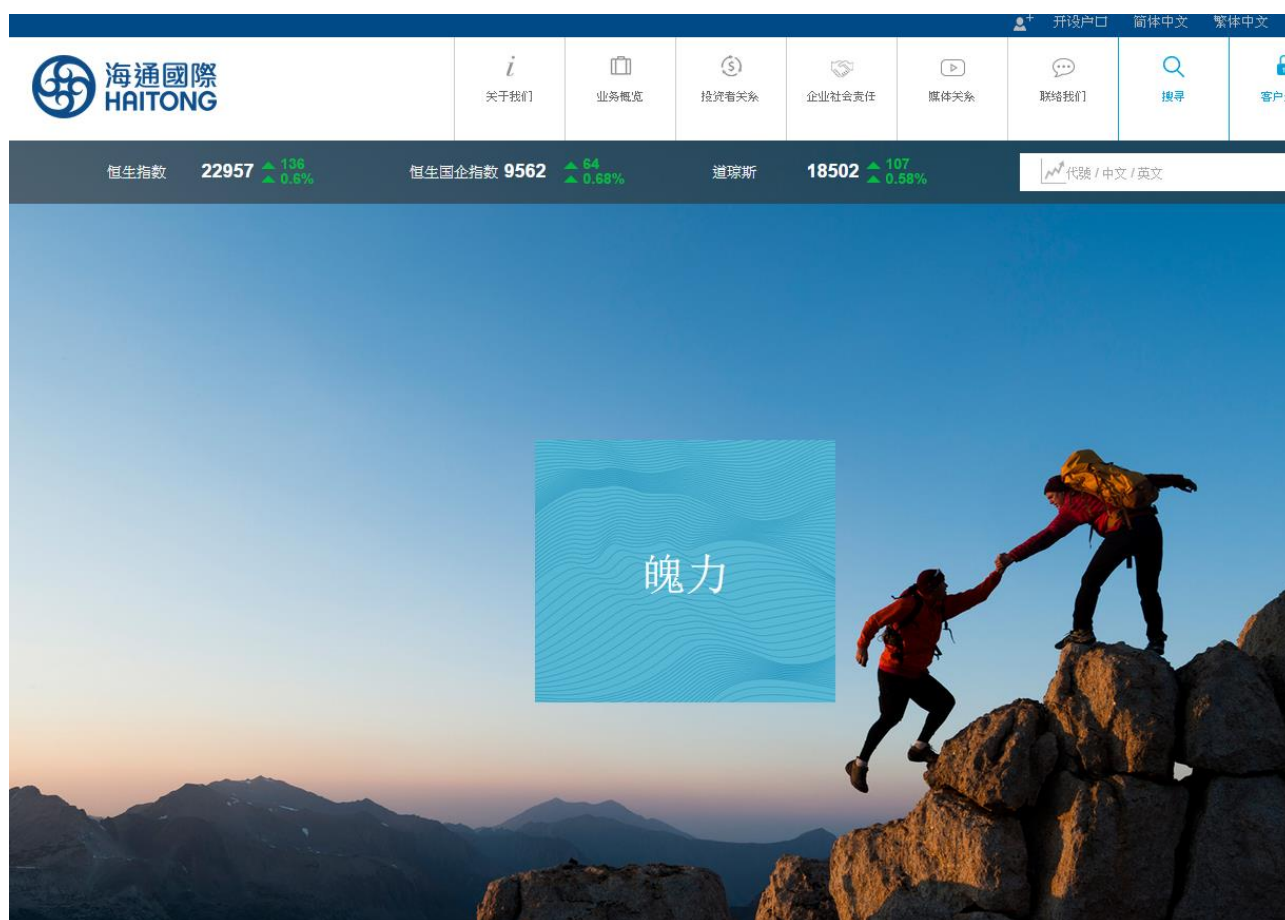 开设户口 简体中文 繁体中文
海通國際
HAITONG
i
关于我们 业务概览 投资者关系 企业社会责任 媒体关系 联络我们 搜寻 客户
恒生指数 22957 136 0.6% 恒生国企指数 9562 64 0.68% 道琼斯 18502 107 0.58% 代號 / 中文 / 英文
魄力